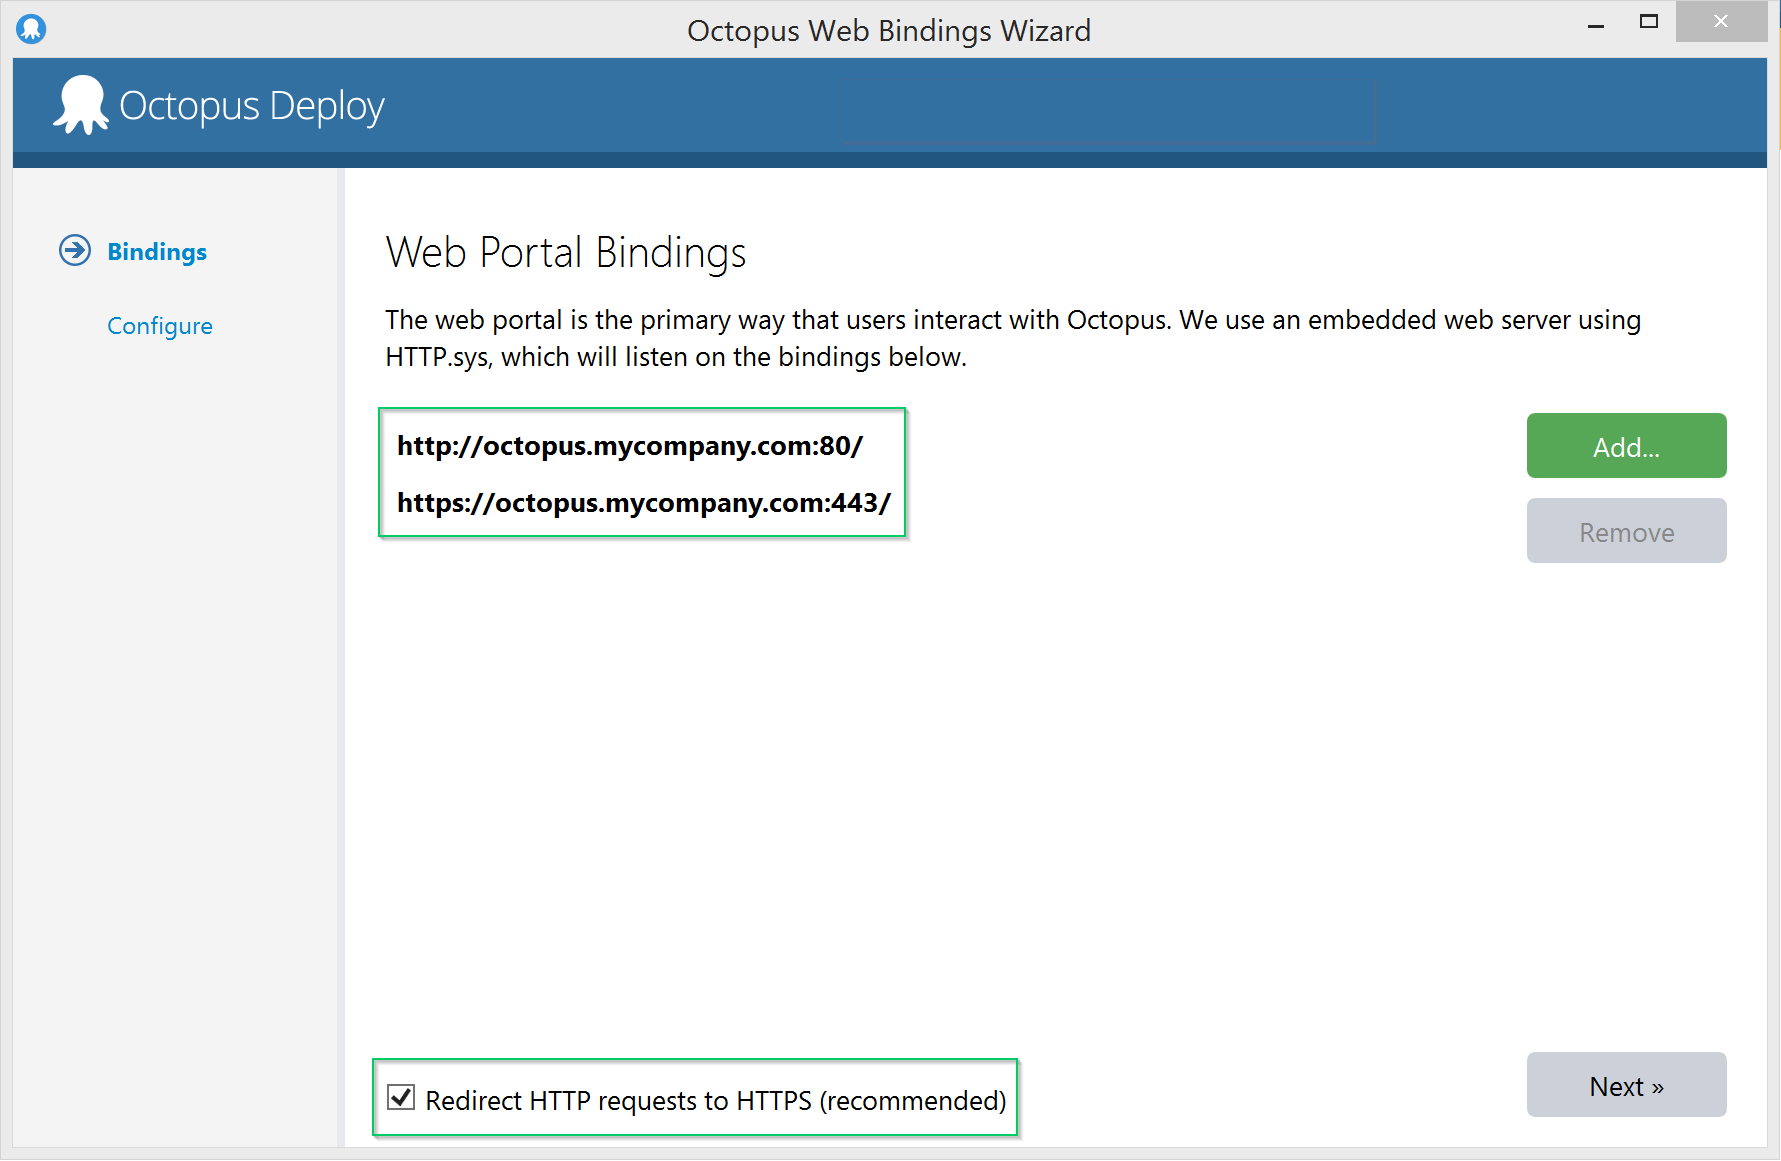 Octopus Web Bindings Wizard
Octopus Deploy
Bindings
Configure
Web Portal Bindings
The web portal is the primary way that users interact with Octopus. We use an embedded web server using
HTTP.sys, which will listen on the bindings below.
http://octopus.mycompany.com:80/
https://octopus.mycompany.com:443/
Add...
Remove
Redirect HTTP requests to HTTPS (recommended)
Next »